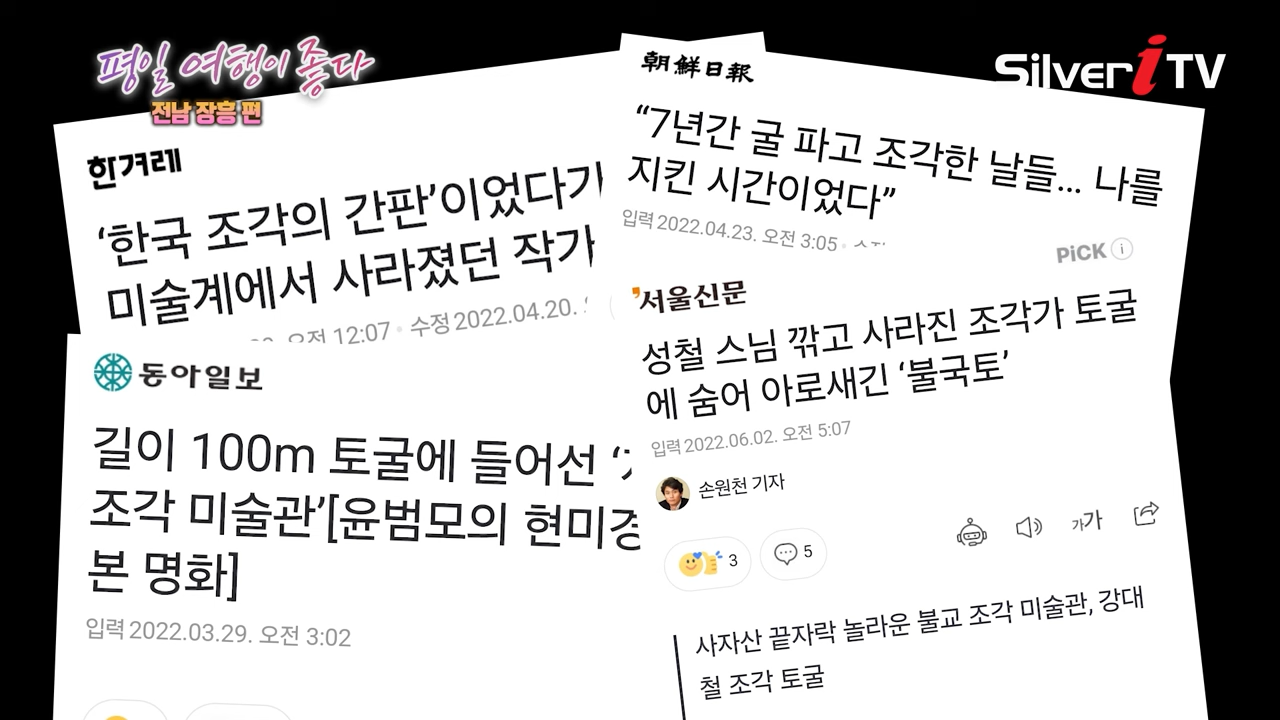 평일 여행이 좋다
전남 장흥 편
Silver i TV
한겨레
‘한국 조각의 간판’이었다가
미술계에서 사라졌던 작가
오전 12:07 • 수정 2022.04.20.
朝鮮日報
“7년간 굴 파고 조각한 날들... 나를
지킨 시간이었다”
입력 2022.04.23. 오전 3:05
PiCK
서울신문
성철 스님 깎고 사라진 조각가 토굴
에 숨어 아로새긴 ‘불국토’
입력 2022.06.02. 오전 5:07
손원천 기자
가가
3
5
사자산 끝자락 놀라운 불교 조각 미술관, 강대
철 조각 토굴
동아일보
길이 100m 토굴에 들어선 ‘
조각 미술관’[윤범모의 현미경
본 명화]
입력 2022.03.29. 오전 3:02